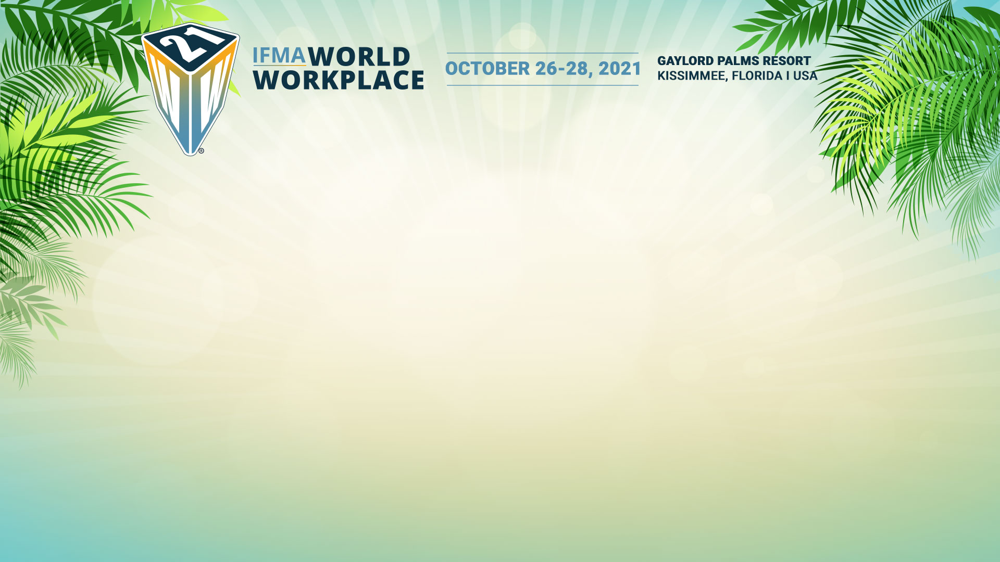 21
IFMA WORLD
WORKPLACE
®
OCTOBER 26-28, 2021
GAYLORD PALMS RESORT
KISSIMMEE, FLORIDA I USA